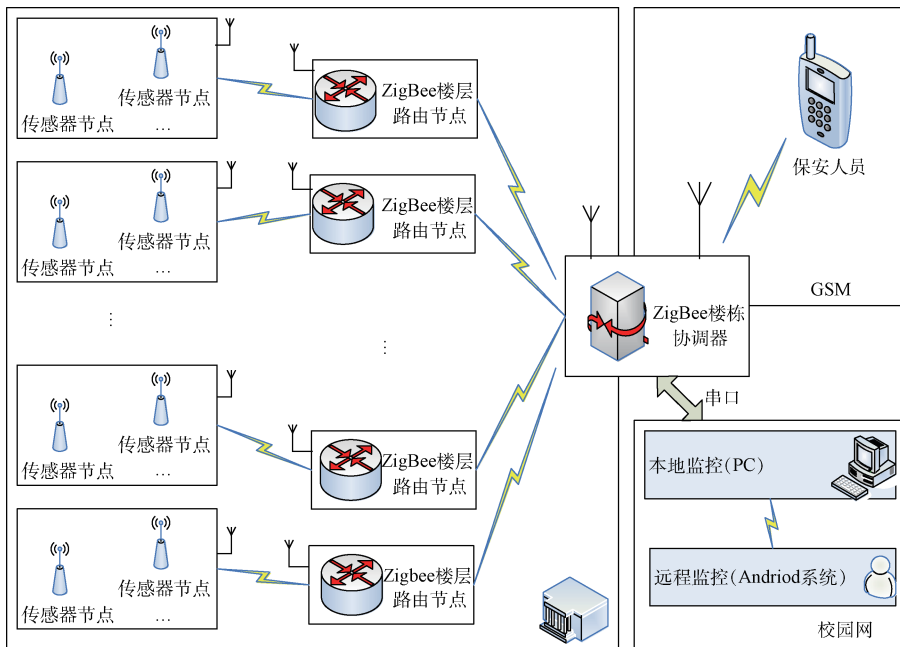 传感器节点
传感器节点
…
ZigBee楼层
路由节点
传感器节点
传感器节点
…
ZigBee楼层
路由节点
⋮
⋮
传感器节点
传感器节点
…
ZigBee楼层
路由节点
传感器节点
传感器节点
…
Zigbee楼层
路由节点
保安人员
ZigBee楼栋
协调器
GSM
串口
本地监控(PC)
远程监控(Andriod系统)
校园网